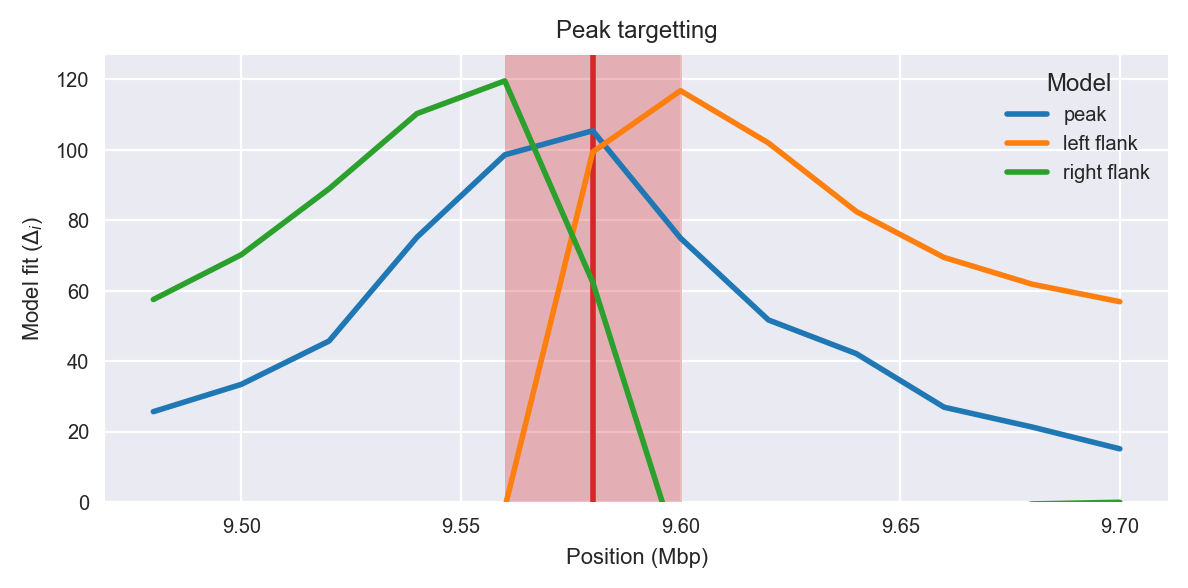 Peak targetting
Model fit (Δi)
120
100
80
60
40
20
0
Model
peak
left flank
right flank
9.50
9.55
9.60
9.65
9.70
Position (Mbp)